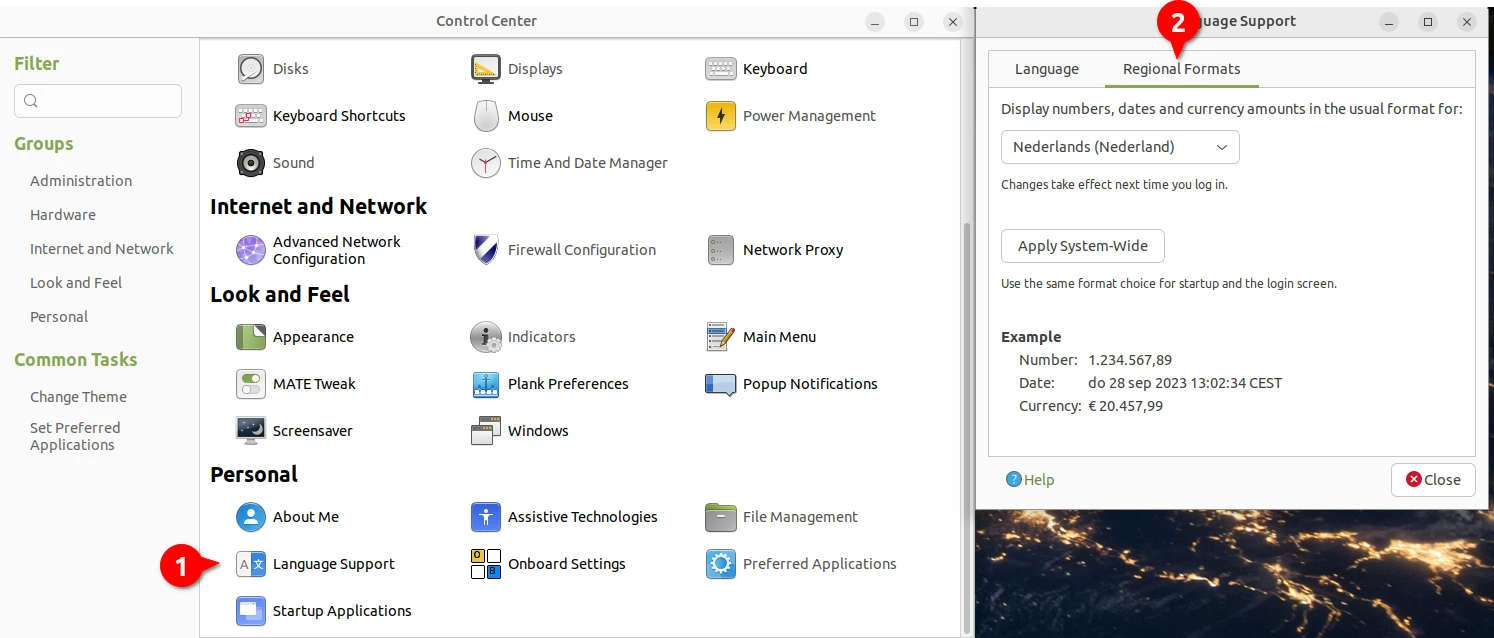 Control Center
Filter
Groups
Administration
Hardware
Internet and Network
Look and Feel
Personal
Common Tasks
Change Theme
Set Preferred
Applications
Disks
Displays
Keyboard
Keyboard Shortcuts
Mouse
Power Management
Sound
Time And Date Manager
Internet and Network
Advanced Network
Configuration
Firewall Configuration
Network Proxy
Look and Feel
Appearance
Indicators
Main Menu
MATE Tweak
Plank Preferences
Popup Notifications
Screensaver
Windows
Personal
About Me
Assistive Technologies
File Management
1
A 文
Language Support
O
B
Onboard Settings
Preferred Applications
Startup Applications
2
guage Support
Language
Regional Formats
Display numbers, dates and currency amounts in the usual format for:
Nederlands (Nederland)
Changes take effect next time you log in.
Apply System-Wide
Use the same format choice for startup and the login screen.
Example
Number: 1.234.567,89
Date: do 28 sep 2023 13:02:34 CEST
Currency: € 20.457,99
? Help
Close